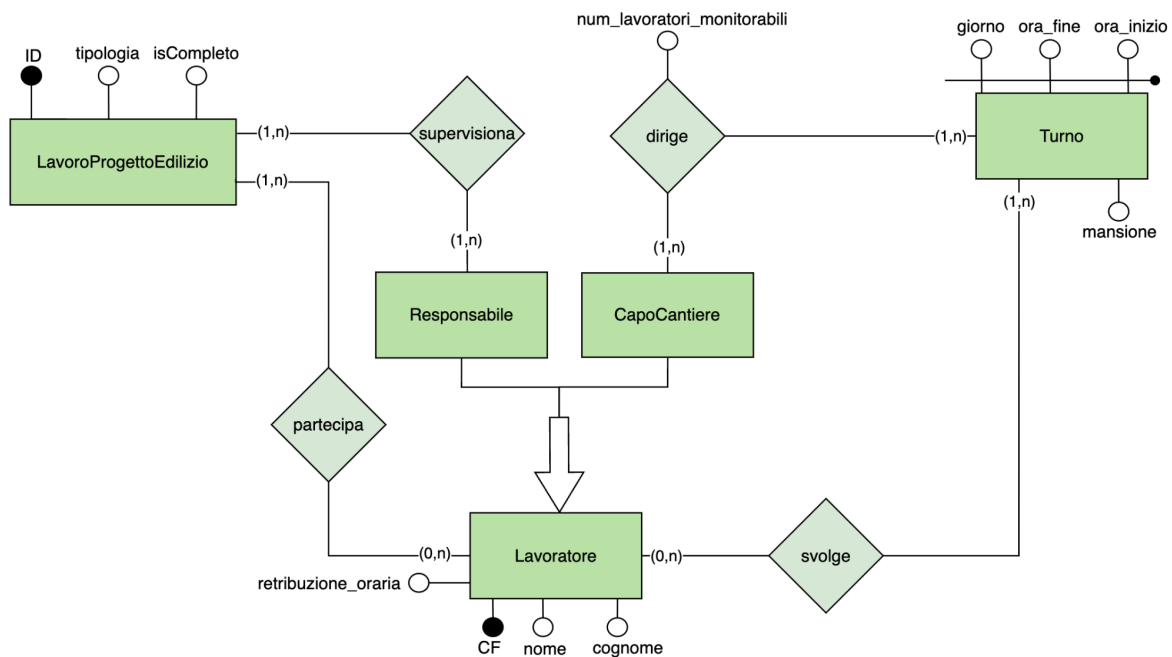 num_lavoratori_monitorabili
giorno ora_fine ora_inizio
ID tipologia isCompleto
(1,n) supervisiona dirige (1,n) Turno
LavoroProgettoEdilizio
(1,n)
(1,n)
mansione
(1,n) (1,n)
Responsabile CapoCantiere
partecipa
(0,n) Lavoratore (0,n) svolge
retribuzione_oraria
CF nome cognome